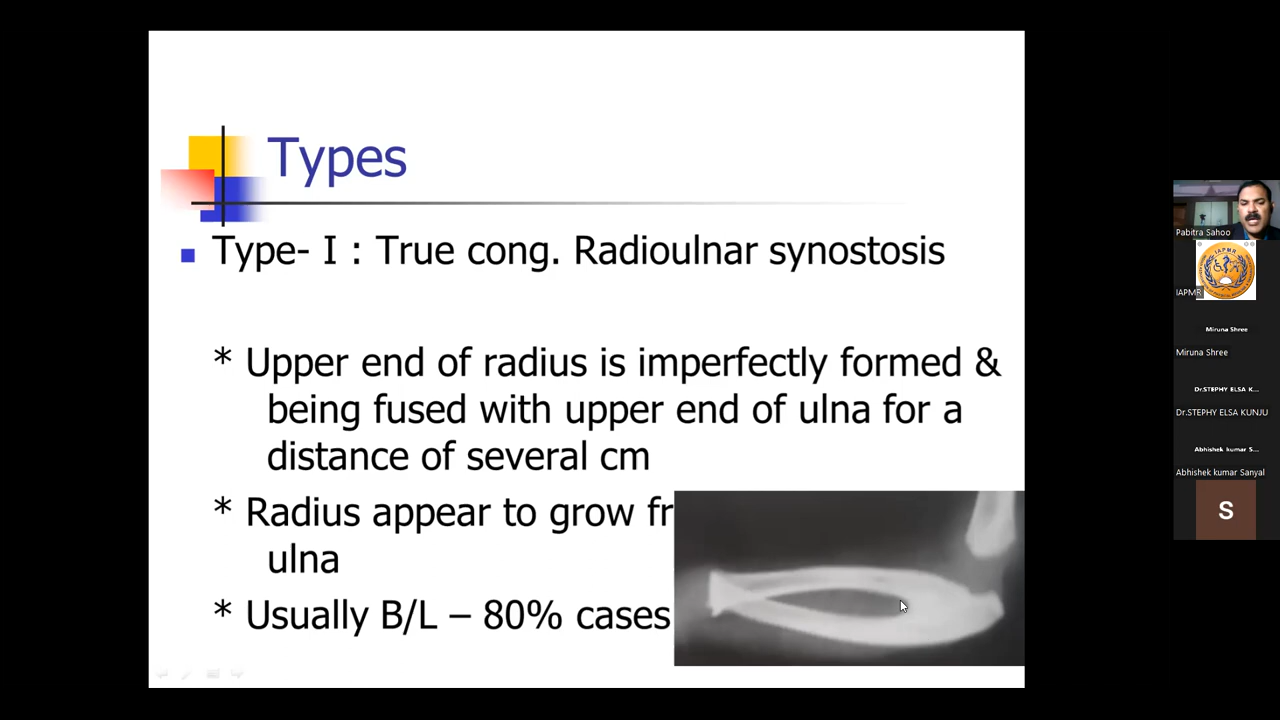 Types
Type- I : True cong. Radioulnar synostosis
* Upper end of radius is imperfectly formed &
being fused with upper end of ulna for a
distance of several cm
* Radius appear to grow fr
ulna
* Usually B/L – 80% cases
Pabitra Sahoo
IAPMR
IAPMR
Miruna Shree
Miruna Shree
Dr.STEPHY ELSA K...
Dr.STEPHY ELSA KUNJU
Abhishek kumar S...
Abhishek kumar Sanyal
S